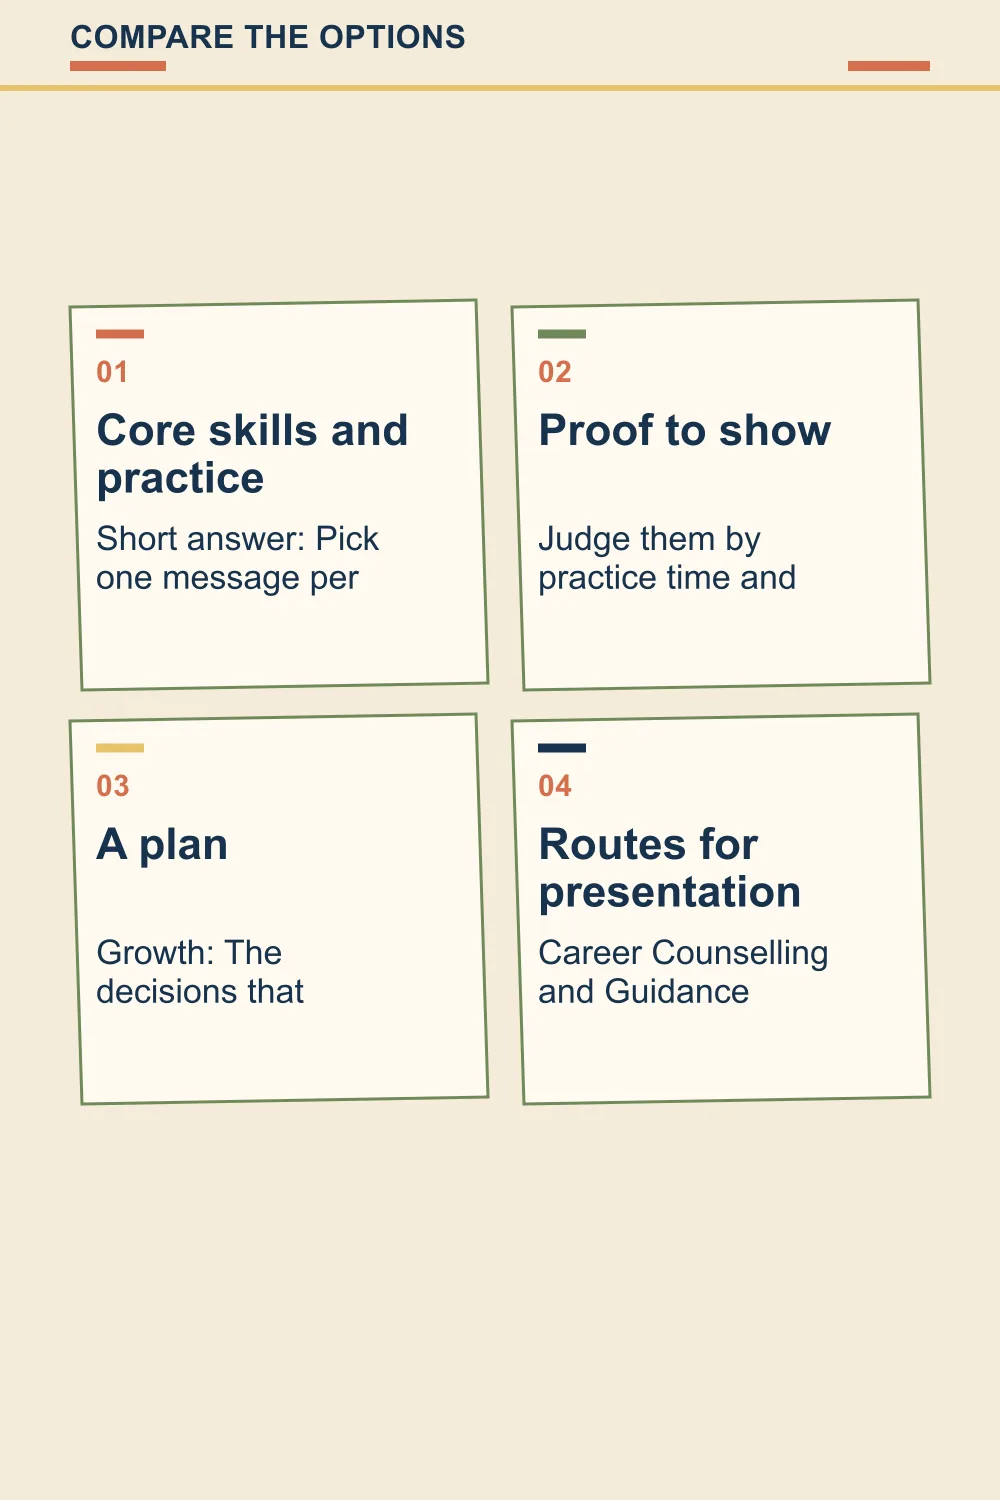 COMPARE THE OPTIONS
01
Core skills and
practice
Short answer: Pick
one message per
02
Proof to show
Judge them by
practice time and
03
A plan
Growth: The
decisions that
04
Routes for
presentation
Career Counselling
and Guidance